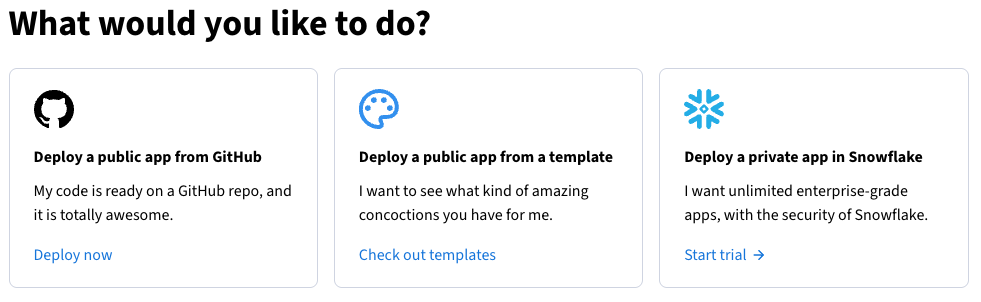 What would you like to do?
Deploy a public app from GitHub
My code is ready on a GitHub repo, and
it is totally awesome.
Deploy now
Deploy a public app from a template
I want to see what kind of amazing
concoctions you have for me.
Check out templates
Deploy a private app in Snowflake
I want unlimited enterprise-grade
apps, with the security of Snowflake.
Start trial →